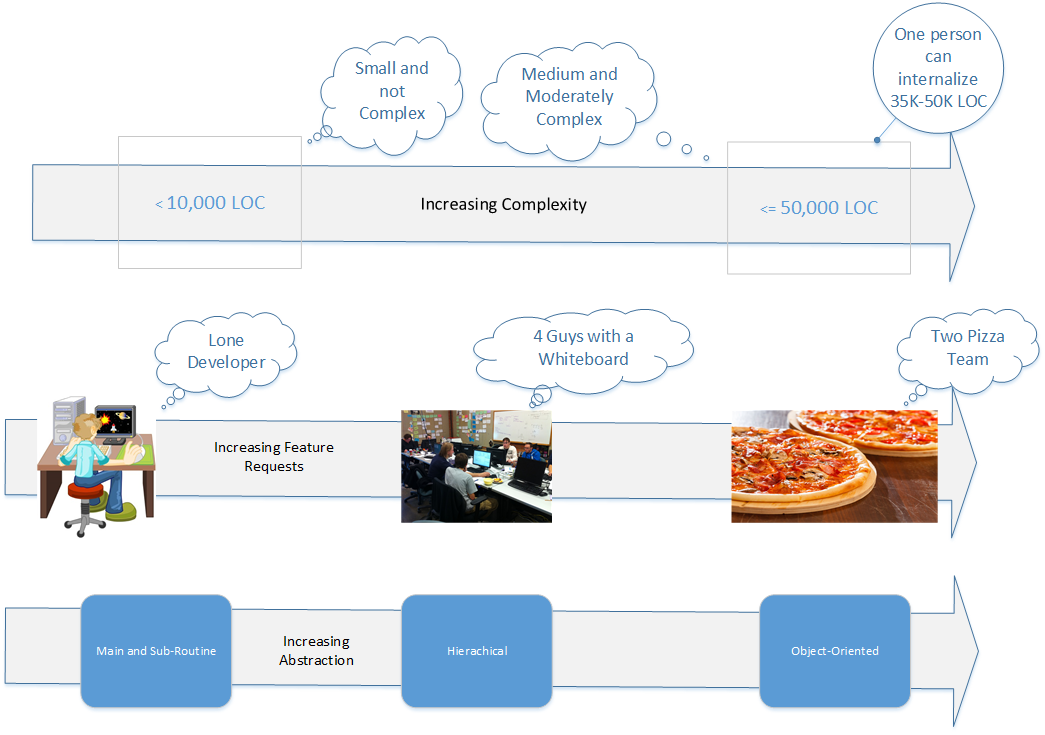 One person
can
internalize
35K-50K LOC
Small and
not
Complex
Medium and
Moderately
Complex
< 10,000 LOC
Increasing Complexity
<= 50,000 LOC
Lone
Developer
4 Guys with a
Whiteboard
Two Pizza
Team
Increasing Feature
Requests
Main and Sub-Routine
Increasing
Abstraction
Hierachical
Object-Oriented